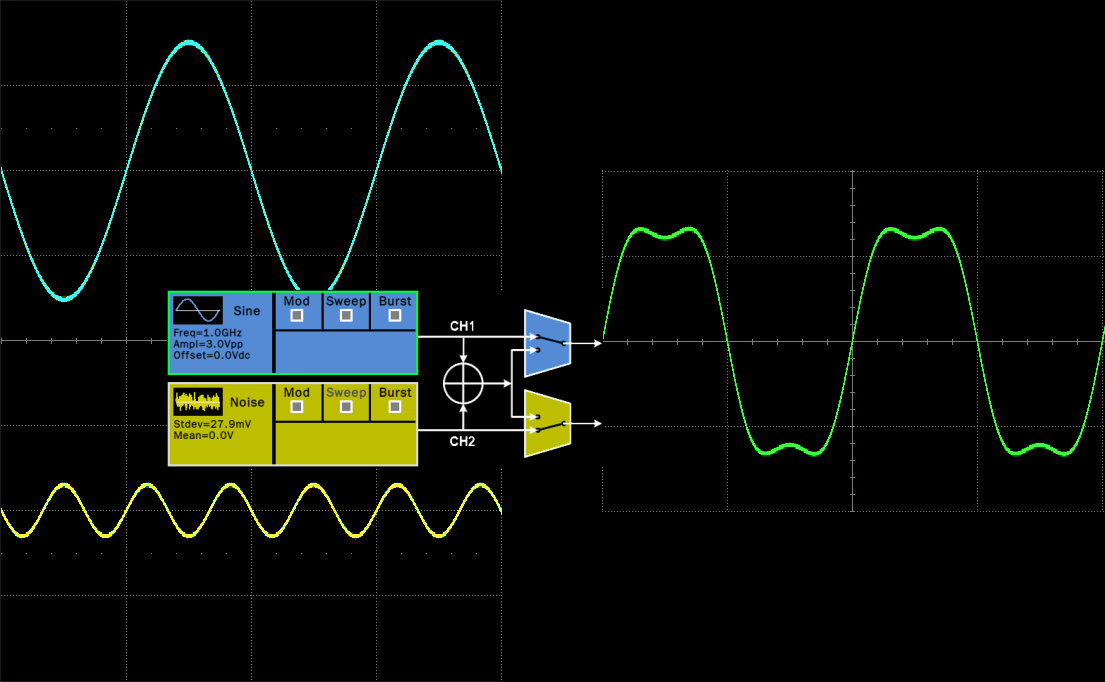 Sine
Mod Sweep Burst
Freq=1.0GHz
Ampl=3.0Vpp
Offset=0.0Vdc
CH1
Noise
Mod Sweep Burst
Stdev=27.9mV
Mean=0.0V
CH2